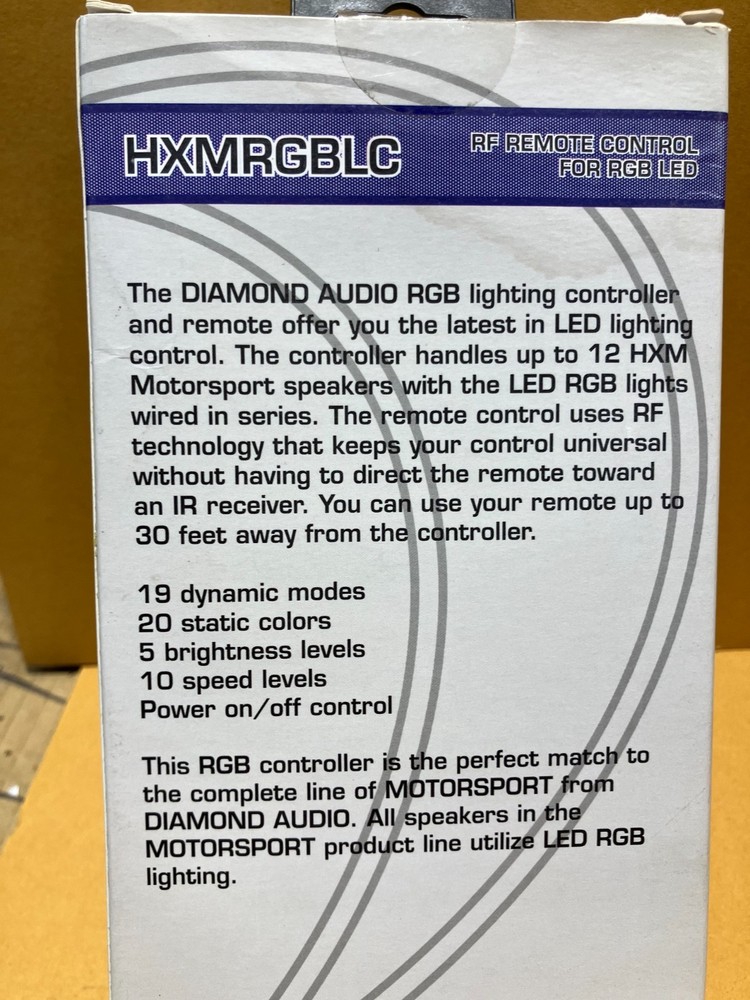 HXMRGBLC
RF REMOTE CONTROL
FOR RGB LED
The DIAMOND AUDIO RGB lighting controller
and remote offer you the latest in LED lighting
control. The controller handles up to 12 HXM
Motorsport speakers with the LED RGB lights
wired in series. The remote control uses RF
technology that keeps your control universal
without having to direct the remote toward
an IR receiver. You can use your remote up to
30 feet away from the controller.
19 dynamic modes
20 static colors
5 brightness levels
10 speed levels
Power on/off control
This RGB controller is the perfect match to
the complete line of MOTORSPORT from
DIAMOND AUDIO. All speakers in the
MOTORSPORT product line utilize LED RGB
lighting.